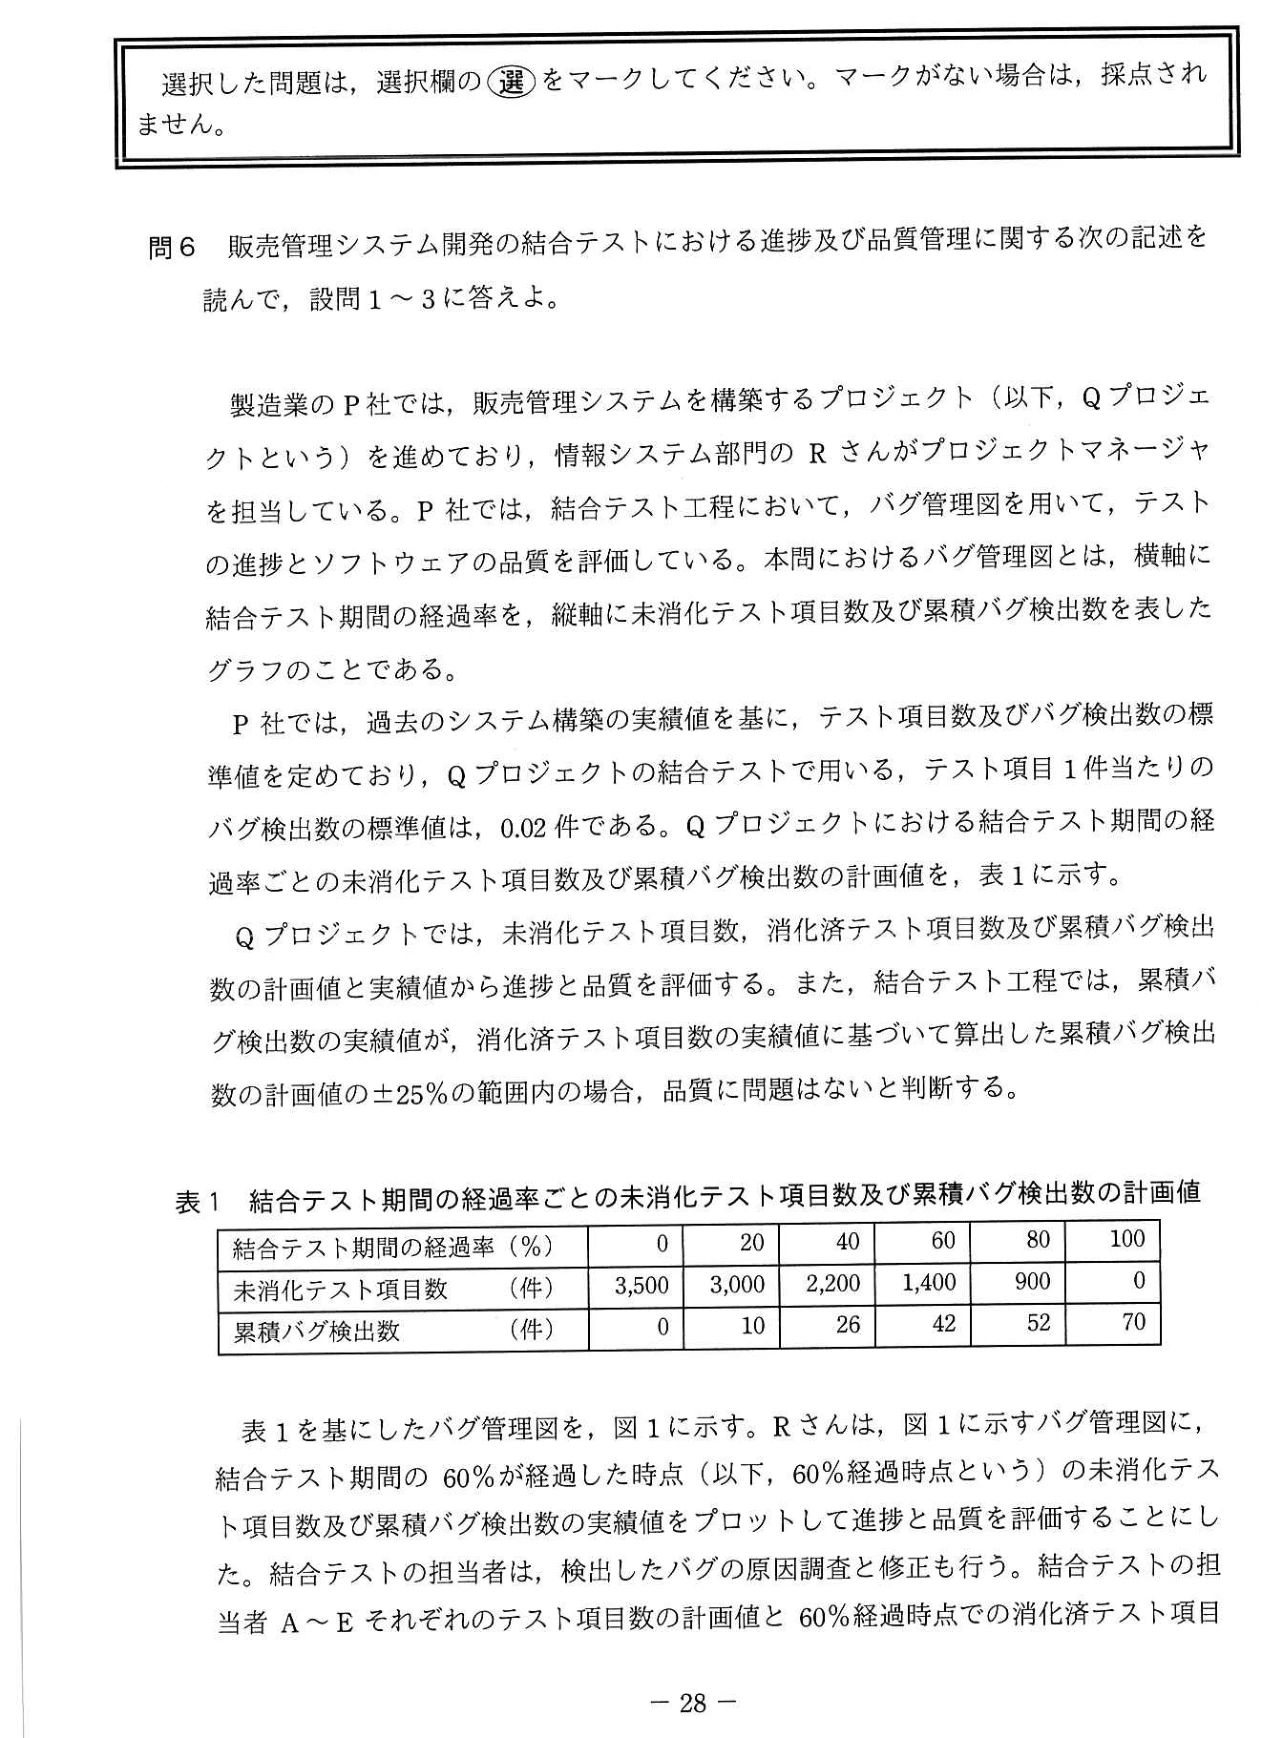 選択した問題は，選択欄の㊟をマークしてください。マークがない場合は，採点され
ません。
問６　販売管理システム開発の結合テストにおける進捗及び品質管理に関する次の記述を
読んで，設問 1～3 に答えよ。
製造業の P 社では，販売管理システムを構築するプロジェクト（以下，Q プロジェ
クトという）を進めており，情報システム部門の R さんがプロジェクトマネージャ
を担当している。P 社では，結合テスト工程において，バグ管理図を用いて，テスト
の進捗とソフトウェアの品質を評価している。本問におけるバグ管理図とは，横軸に
結合テスト期間の経過率を，縦軸に未消化テスト項目数及び累積バグ検出数を表した
グラフのことである。
P 社では，過去のシステム構築の実績値を基に，テスト項目数及びバグ検出数の標
準値を定めており，Q プロジェクトの結合テストで用いる，テスト項目 1 件当たりの
バグ検出数の標準値は，0.02 件である。Q プロジェクトにおける結合テスト期間の経
過率ごとの未消化テスト項目数及び累積バグ検出数の計画値を，表 1 に示す。
Q プロジェクトでは，未消化テスト項目数，消化済テスト項目数及び累積バグ検出
数の計画値と実績値から進捗と品質を評価する。また，結合テスト工程では，累積バ
グ検出数の実績値が，消化済テスト項目数の実績値に基づいて算出した累積バグ検出
数の計画値の±25％の範囲内の場合，品質に問題はないと判断する。
表 1　結合テスト期間の経過率ごとの未消化テスト項目数及び累積バグ検出数の計画値
結合テスト期間の経過率（％） 0 20 40 60 80 100
未消化テスト項目数　（件） 3,500 3,000 2,200 1,400 900 0
累積バグ検出数　（件） 0 10 26 42 52 70
表 1 を基にしたバグ管理図を，図 1 に示す。R さんは，図 1 に示すバグ管理図に，
結合テスト期間の 60％が経過した時点（以下，60％経過時点という）の未消化テス
ト項目数及び累積バグ検出数の実績値をプロットして進捗と品質を評価することにし
た。結合テストの担当者は，検出したバグの原因調査と修正も行う。結合テストの担
当者 A～E それぞれのテスト項目数の計画値と 60％経過時点での消化済テスト項目
－ 28 －